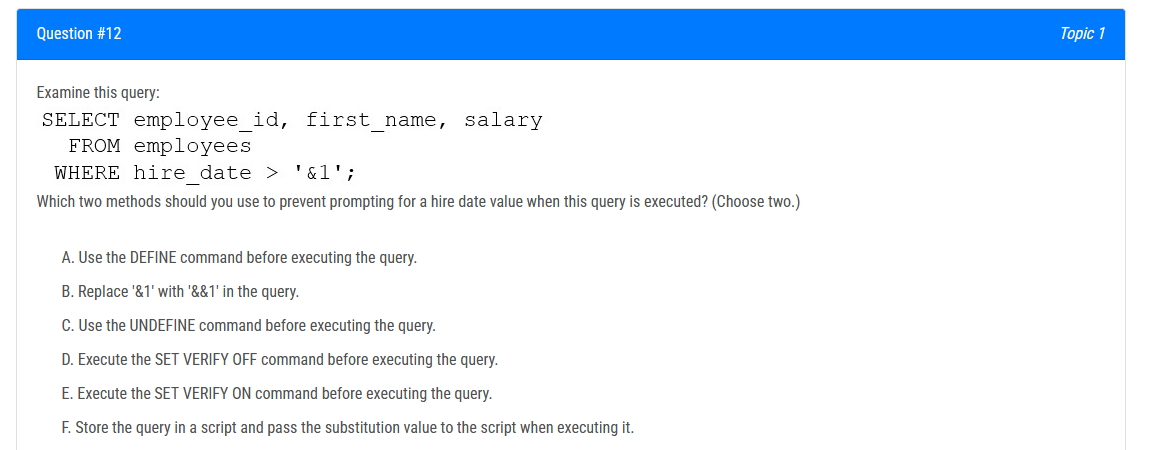 Question #12
Topic 1
Examine this query:
SELECT employee_id, first_name, salary
FROM employees
WHERE hire_date > '&1';
Which two methods should you use to prevent prompting for a hire date value when this query is executed? (Choose two.)
A. Use the DEFINE command before executing the query.
B. Replace '&1' with '&&1' in the query.
C. Use the UNDEFINE command before executing the query.
D. Execute the SET VERIFY OFF command before executing the query.
E. Execute the SET VERIFY ON command before executing the query.
F. Store the query in a script and pass the substitution value to the script when executing it.